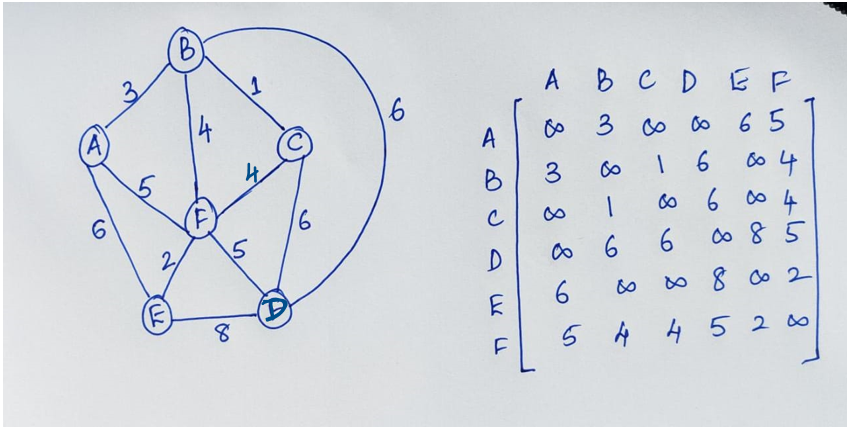 B
3
1
6
4
A
C
4
5
F
6
6
2
5
E
D
8
A B C D E F
A ∞ 3 ∞ ∞ 6 5
B 3 ∞ 1 6 ∞ 4
C ∞ 1 ∞ 6 ∞ 4
D ∞ 6 6 ∞ 8 5
E 6 ∞ ∞ 8 ∞ 2
F 5 4 4 5 2 ∞